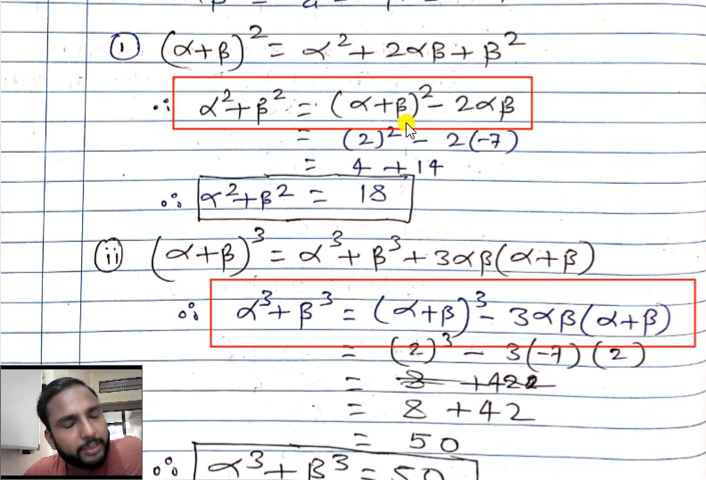 ① (α+β)² = α² + 2αβ + β²
∴ α²+β² = (α+β)² - 2αβ
= (2)² - 2(-7)
= 4 +14
∴ α²+β² = 18
ⓘⓘ (α+β)³ = α³ + β³ + 3αβ(α+β)
∴ α³+β³ = (α+β)³ - 3αβ(α+β)
= (2)³ - 3(-7)(2)
= 8 +42
= 50
∴ α³+β³ = 50